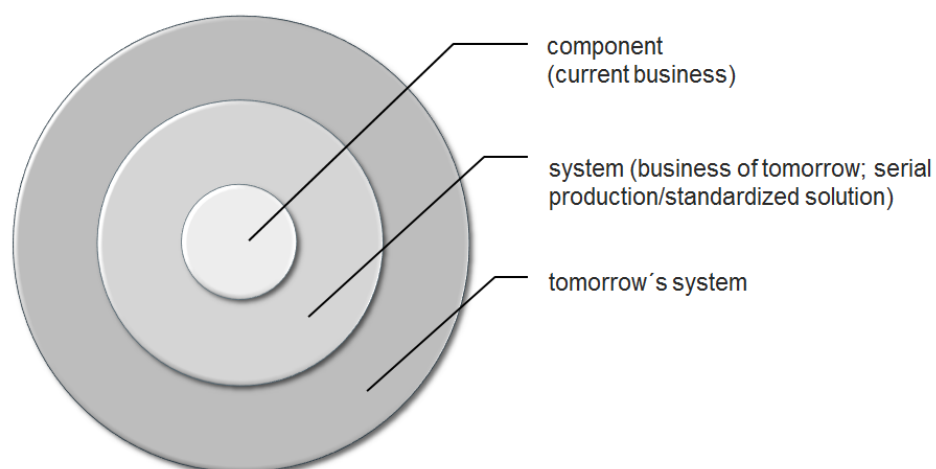 component
(current business)
system (business of tomorrow; serial
production/standardized solution)
tomorrow´s system